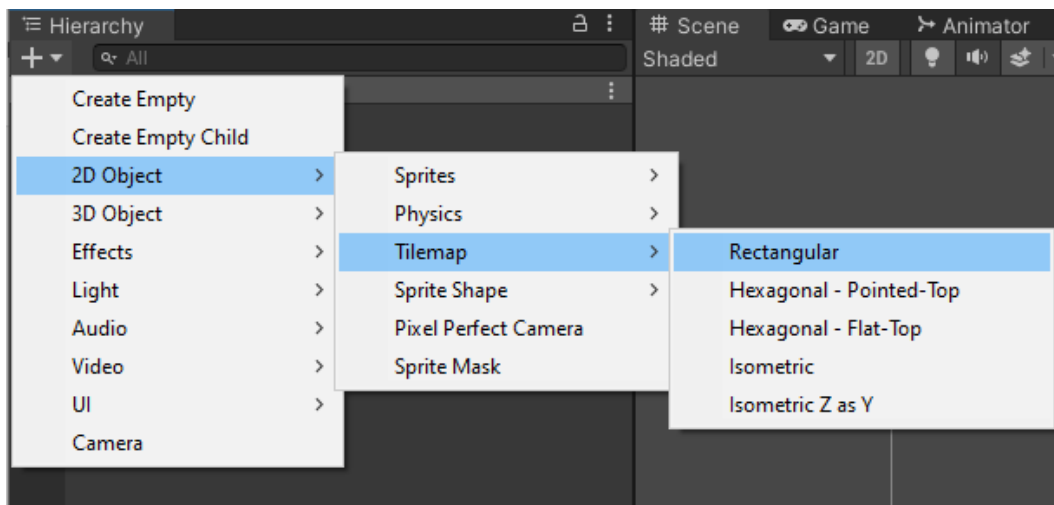 Hierarchy
All
Create Empty
Create Empty Child
2D Object
3D Object
Effects
Light
Audio
Video
UI
Camera
Sprites
Physics
Tilemap
Sprite Shape
Pixel Perfect Camera
Sprite Mask
Rectangular
Hexagonal - Pointed-Top
Hexagonal - Flat-Top
Isometric
Isometric Z as Y
Scene Game Animator
Shaded 2D